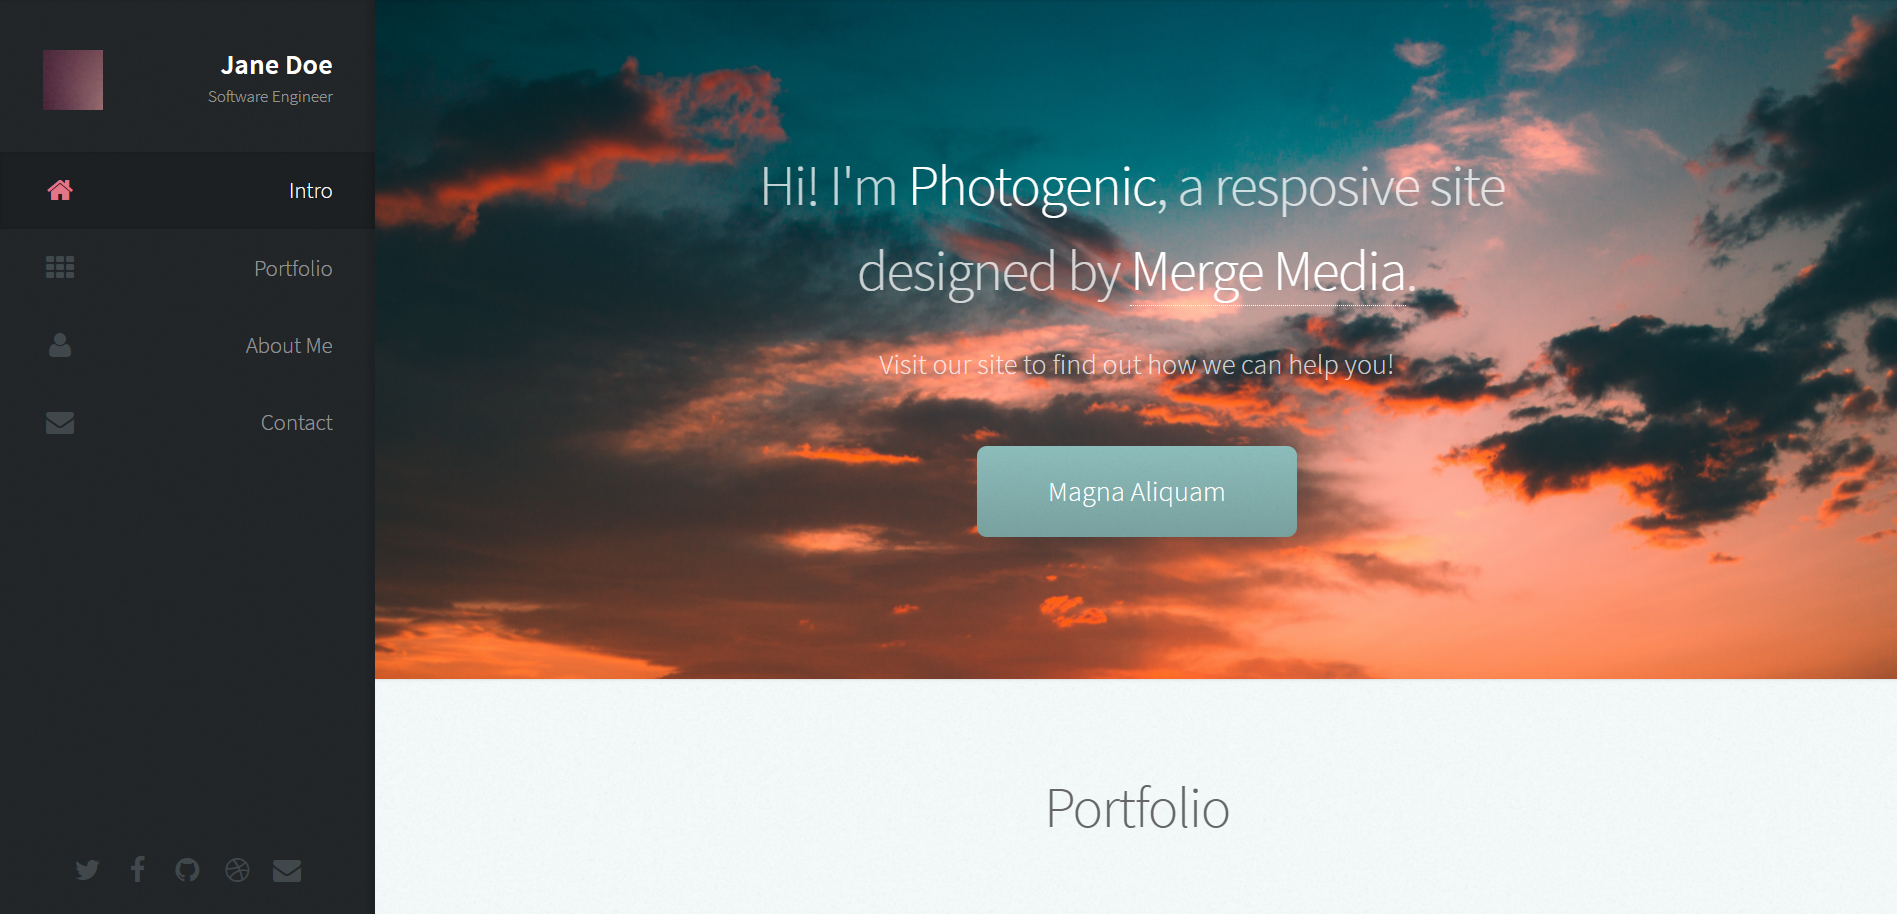 Jane Doe
Software Engineer
Intro
Portfolio
About Me
Contact
Hi! I'm Photogenic, a resposive site
designed by Merge Media.
Visit our site to find out how we can help you!
Magna Aliquam
Portfolio